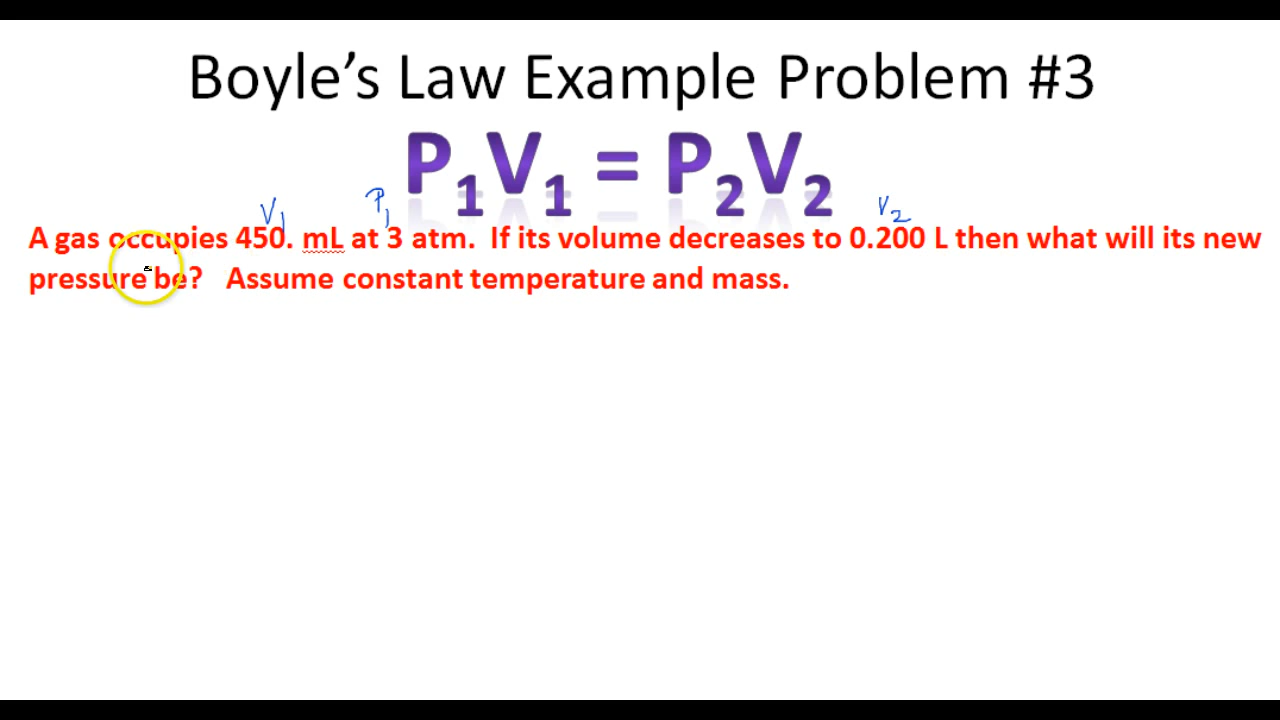 Boyle’s Law Example Problem #3
P₁V₁ = P₂V₂
V₁ P₁ V₂
A gas occupies 450. mL at 3 atm. If its volume decreases to 0.200 L then what will its new
pressure be? Assume constant temperature and mass.